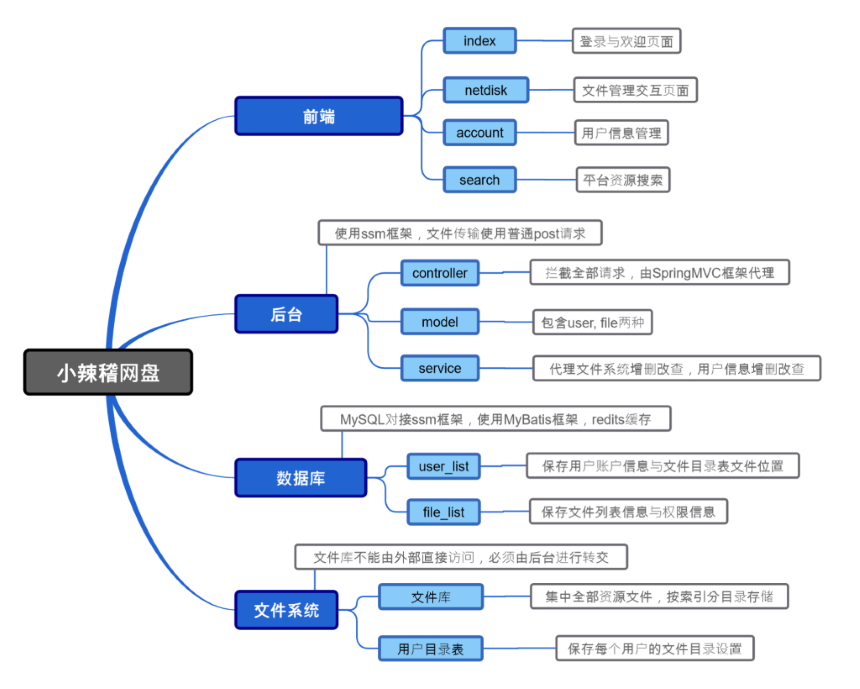 小辣稽网盘
前端
index
登录与欢迎页面
netdisk
文件管理交互页面
account
用户信息管理
search
平台资源搜索
后台
使用ssm框架，文件传输使用普通post请求
controller
拦截全部请求，由SpringMVC框架代理
model
包含user, file两种
service
代理文件系统增删改查，用户信息增删改查
数据库
MySQL对接ssm框架，使用MyBatis框架，redits缓存
user_list
保存用户账户信息与文件目录表文件位置
file_list
保存文件列表信息与权限信息
文件系统
文件库不能由外部直接访问，必须由后台进行转交
文件库
集中全部资源文件，按索引分目录存储
用户目录表
保存每个用户的文件目录设置